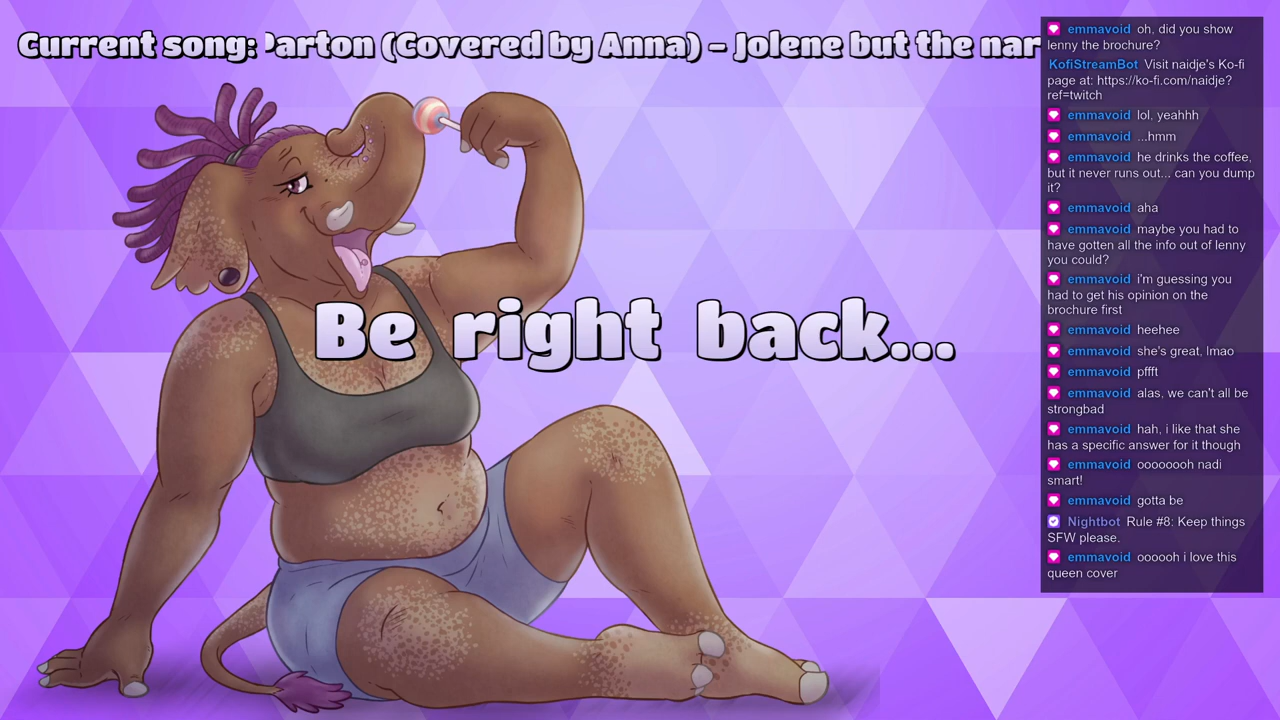 Current song: Parton (Covered by Anna) - Jolene but the nar
Be right back...
emmavoid oh, did you show
lenny the brochure?
KofiStreamBot Visit naidje's Ko-fi
page at: https://ko-fi.com/naidje?
ref=twitch
emmavoid lol, yeahhh
emmavoid ...hmm
emmavoid he drinks the coffee,
but it never runs out... can you dump
it?
emmavoid aha
emmavoid maybe you had to
have gotten all the info out of lenny
you could?
emmavoid i'm guessing you
had to get his opinion on the
brochure first
emmavoid heehee
emmavoid she's great, lmao
emmavoid pffft
emmavoid alas, we can't all be
strongbad
emmavoid hah, i like that she
has a specific answer for it though
emmavoid oooooooh nadi
smart!
emmavoid gotta be
Nightbot Rule #8: Keep things
SFW please.
emmavoid oooooh i love this
queen cover